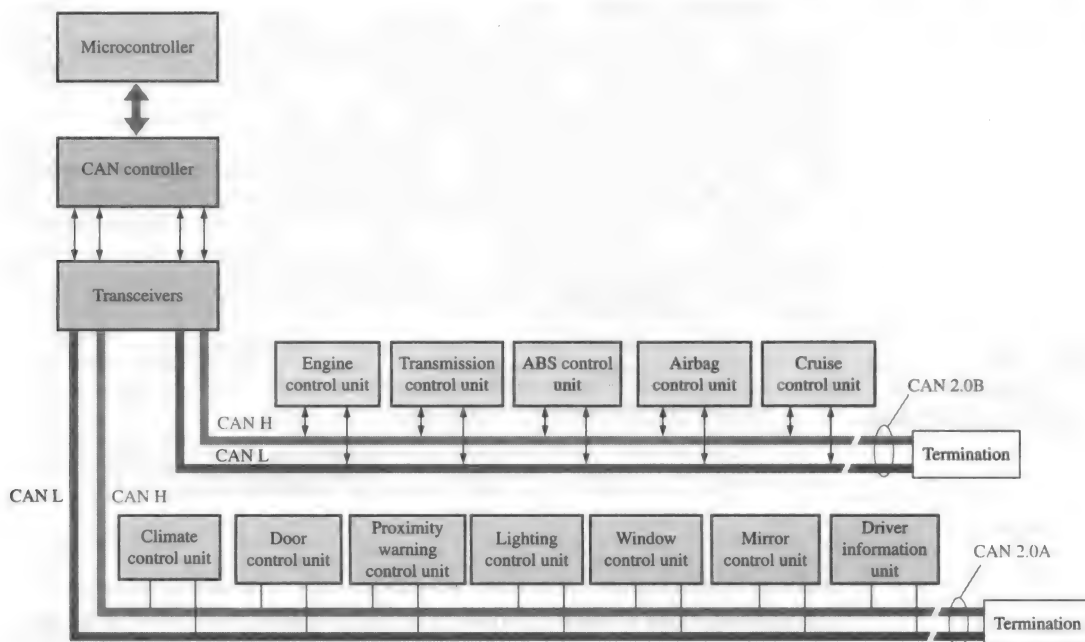 Microcontroller
CAN controller
Transceivers
Engine
control unit
Transmission
control unit
ABS control
unit
Airbag
control unit
Cruise
control unit
CAN 2.0B
CAN H
CAN L
Termination
CAN L
CAN H
Climate
control unit
Door
control unit
Proximity
warning
control unit
Lighting
control unit
Window
control unit
Mirror
control unit
Driver
information
unit
CAN 2.0A
Termination